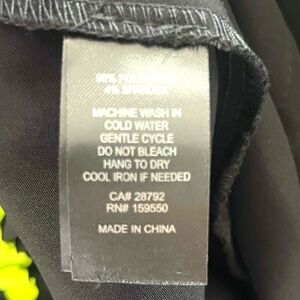 96% POLYESTER
4% SPANDEX
MACHINE WASH IN
COLD WATER
GENTLE CYCLE
DO NOT BLEACH
HANG TO DRY
COOL IRON IF NEEDED
CA# 28792
RN# 159550
MADE IN CHINA